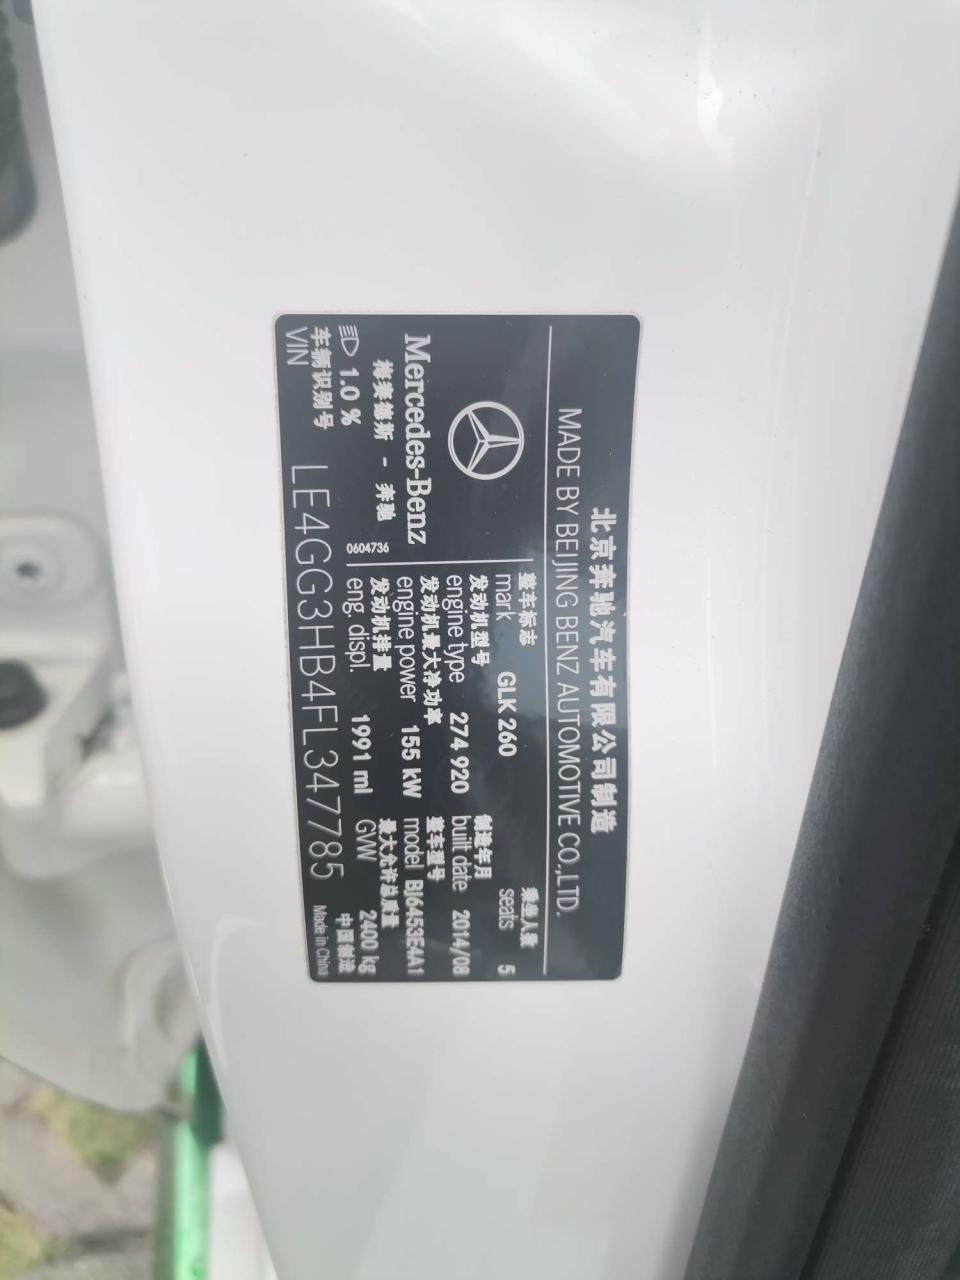 北京奔驰汽车有限公司制造
MADE BY BEIJING BENZ AUTOMOTIVE CO.,LTD.
Mercedes-Benz
梅赛德斯 - 奔驰
1.0 %
0604736
整车标志
mark GLK 260
乘坐人数
seats 5
发动机型号
engine type 274 920
制造年月
built date 2014/08
发动机最大净功率
engine power 155 kW
整车型号
model BJ6453E4A1
发动机排量
eng. displ. 1991 ml
最大允许总质量
GVW 2400 kg
车辆识别号
VIN LE4GG3HB4FL347785
中国制造
Made in China